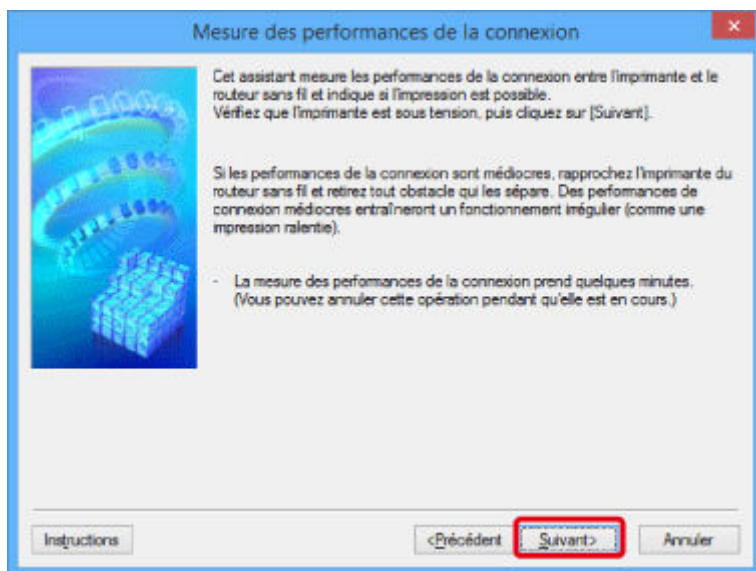 Mesure des performances de la connexion
Cet assistant mesure les performances de la connexion entre l'imprimante et le
routeur sans fil et indique si l'impression est possible.
Vérifiez que l'imprimante est sous tension, puis cliquez sur [Suivant].
Si les performances de la connexion sont médiocres, rapprochez l'imprimante du
routeur sans fil et retirez tout obstacle qui les sépare. Des performances de
connexion médiocres entraîneront un fonctionnement irrégulier (comme une
impression ralentie).
- La mesure des performances de la connexion prend quelques minutes.
(Vous pouvez annuler cette opération pendant qu'elle est en cours.)
Instructions
<Précédent
Suivant>
Annuler